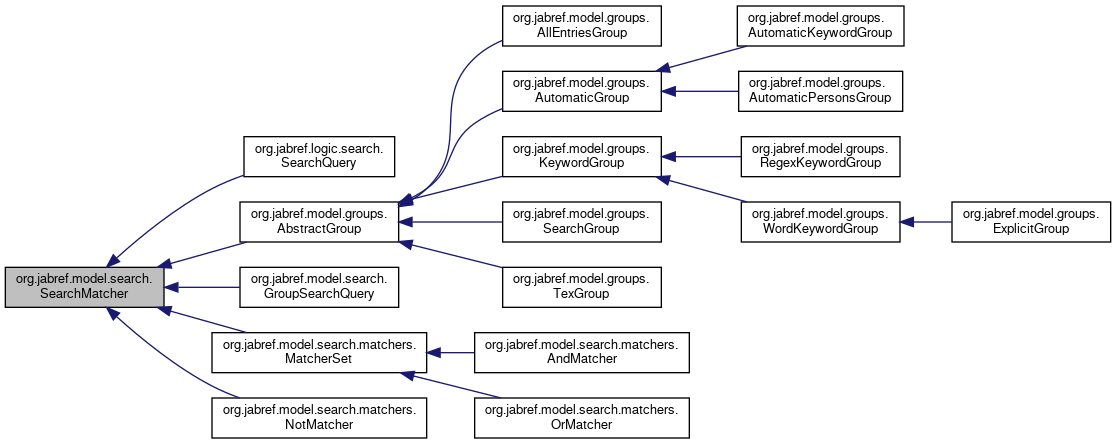 org.jabref.model.groups.
AllEntriesGroup
org.jabref.model.groups.
AutomaticKeywordGroup
org.jabref.model.groups.
AutomaticGroup
org.jabref.model.groups.
AutomaticPersonsGroup
org.jabref.logic.search.
SearchQuery
org.jabref.model.groups.
KeywordGroup
org.jabref.model.groups.
RegexKeywordGroup
org.jabref.model.groups.
AbstractGroup
org.jabref.model.groups.
SearchGroup
org.jabref.model.groups.
WordKeywordGroup
org.jabref.model.groups.
ExplicitGroup
org.jabref.model.search.
SearchMatcher
org.jabref.model.search.
GroupSearchQuery
org.jabref.model.groups.
TexGroup
org.jabref.model.search.matchers.
MatcherSet
org.jabref.model.search.matchers.
AndMatcher
org.jabref.model.search.matchers.
NotMatcher
org.jabref.model.search.matchers.
OrMatcher